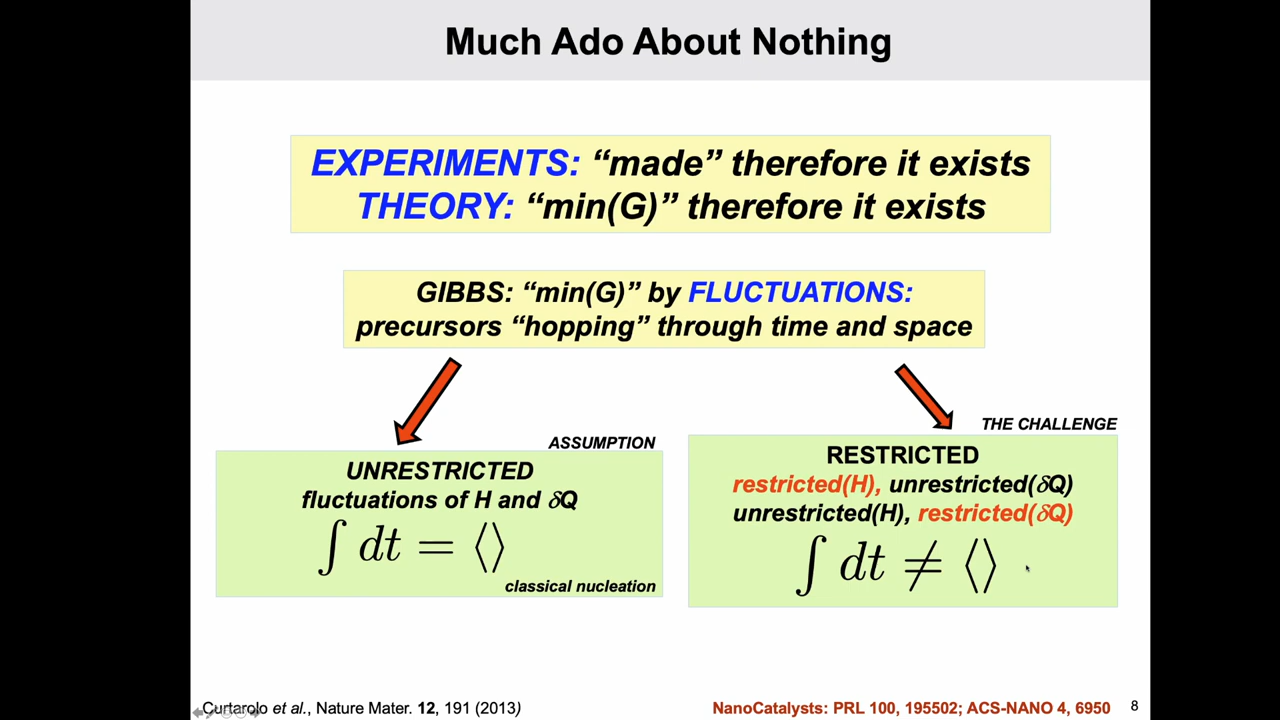 Much Ado About Nothing
EXPERIMENTS: “made” therefore it exists
THEORY: “min(G)” therefore it exists
GIBBS: “min(G)” by FLUCTUATIONS:
precursors “hopping” through time and space
ASSUMPTION
UNRESTRICTED
fluctuations of H and δQ
∫ dt = ⟨⟩
classical nucleation
THE CHALLENGE
RESTRICTED
restricted(H), unrestricted(δQ)
unrestricted(H), restricted(δQ)
∫ dt ≠ ⟨⟩
Curtarolo et al., Nature Mater. 12, 191 (2013)
NanoCatalysts: PRL 100, 195502; ACS-NANO 4, 6950
8